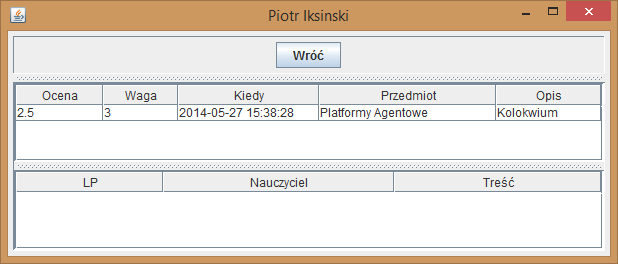 Piotr Iksinski
Wróć
Ocena Waga Kiedy Przedmiot Opis
2.5 3 2014-05-27 15:38:28 Platformy Agentowe Kolokwium
LP Nauczyciel Treść